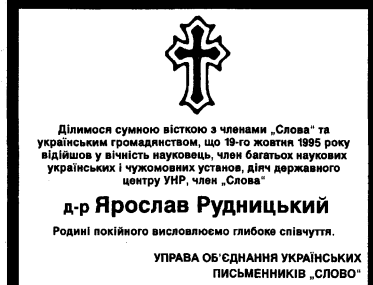 Ділимося сумною вісткою з членами „Слова" та
українським громадянством, що 19-го жовтня 1995 року
відійшов у вічність науковець, член багатьох наукових
українських і чужомовних установ, діяч державного
центру УНР, член „Слова"
д-р Ярослав Рудницький
Родині покійного висловлюємо глибоке співчуття.
УПРАВА ОБ'ЄДНАННЯ УКРАЇНСЬКИХ
ПИСЬМЕННИКІВ „СЛОВО"